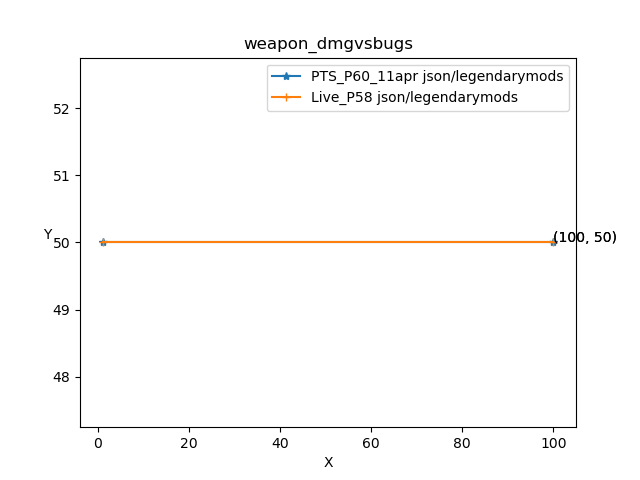 weapon_dmgvsbugs
PTS_P60_11apr json/legendarymods
Live_P58 json/legendarymods
52
51
50
49
48
Y
(100, 50)
0
20
40
60
80
100
X